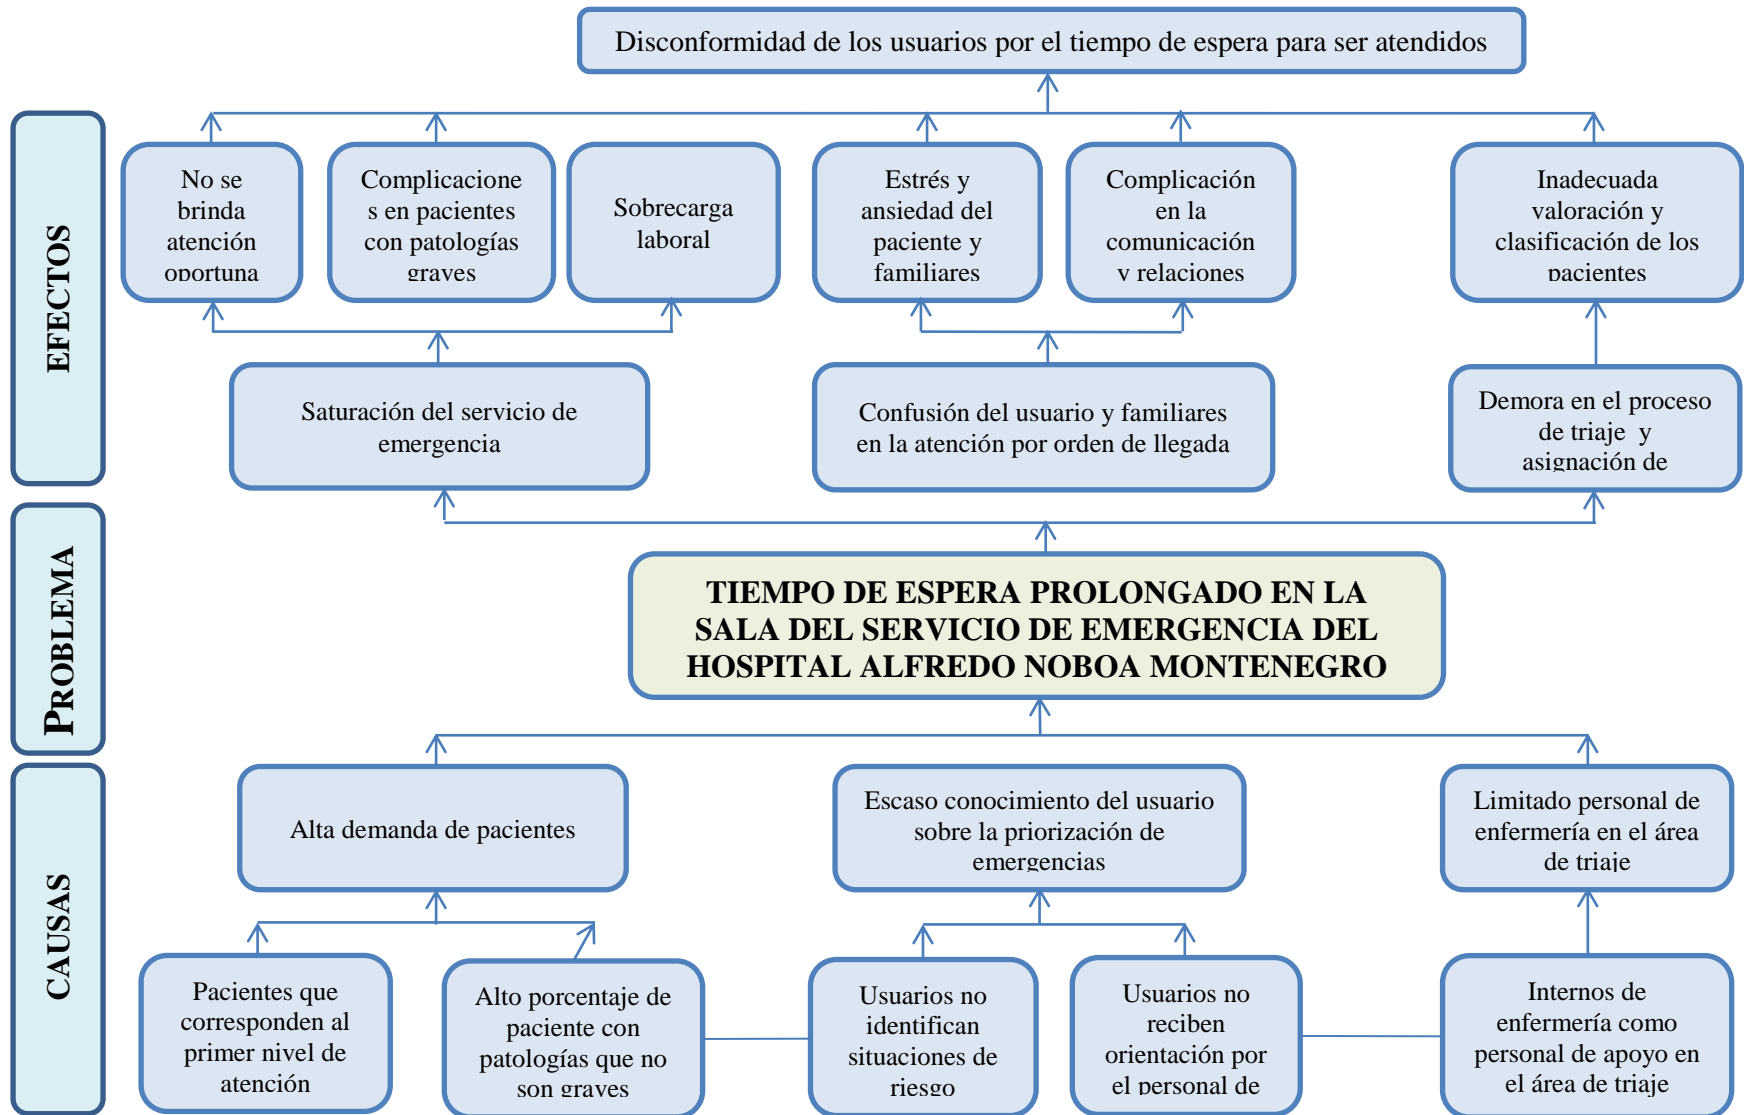 Disconformidad de los usuarios por el tiempo de espera para ser atendidos
EFECTOS
No se
brinda
atención
oportuna
Complicacione
s en pacientes
con patologías
graves
Sobrecarga
laboral
Estrés y
ansiedad del
paciente y
familiares
Complicación
en la
comunicación
y relaciones
Inadecuada
valoración y
clasificación de los
pacientes
Saturación del servicio de
emergencia
Confusión del usuario y familiares
en la atención por orden de llegada
Demora en el proceso
de triaje y
asignación de
PROBLEMA
TIEMPO DE ESPERA PROLONGADO EN LA
SALA DEL SERVICIO DE EMERGENCIA DEL
HOSPITAL ALFREDO NOBOA MONTENEGRO
CAUSAS
Alta demanda de pacientes
Escaso conocimiento del usuario
sobre la priorización de
emergencias
Limitado personal de
enfermería en el área
de triaje
Pacientes que
corresponden al
primer nivel de
atención
Alto porcentaje de
paciente con
patologías que no
son graves
Usuarios no
identifican
situaciones de
riesgo
Usuarios no
reciben
orientación por
el personal de
Internos de
enfermería como
personal de apoyo en
el área de triaje